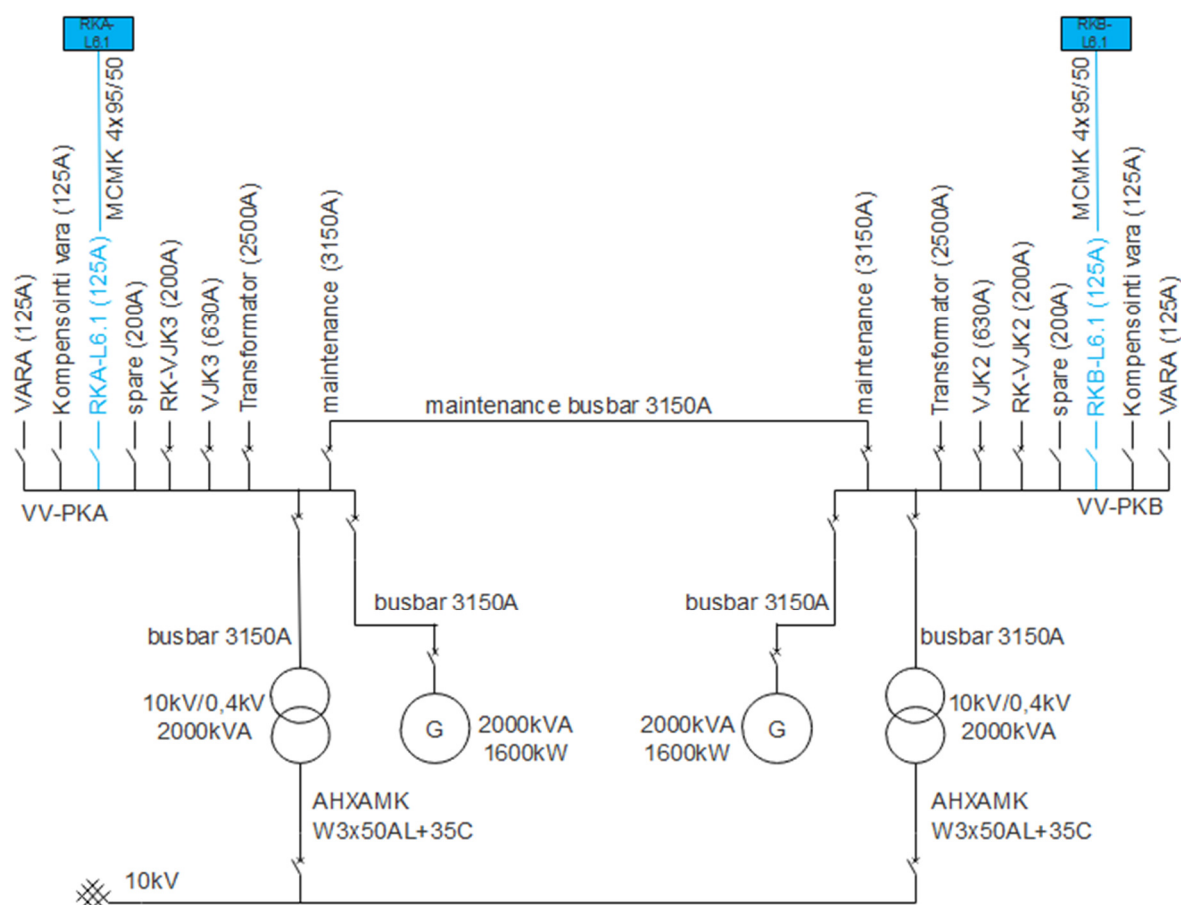 RKA-
L6.1
RKB-
L6.1
MCMK 4x95/50
MCMK 4x95/50
VARA (125A)
Kompensointi vara (125A)
RKA-L6.1 (125A)
spare (200A)
RK-VJK3 (200A)
VJK3 (630A)
Transformator (2500A)
maintenance (3150A)
maintenance (3150A)
Transformator (2500A)
VJK2 (630A)
RK-VJK2 (200A)
spare (200A)
RKB-L6.1 (125A)
Kompensointi vara (125A)
VARA (125A)
maintenance busbar 3150A
VV-PKA
VV-PKB
busbar 3150A
busbar 3150A
busbar 3150A
busbar 3150A
10kV/0,4kV
2000kVA
G
2000kVA
1600kW
2000kVA
1600kW
G
10kV/0,4kV
2000kVA
AHXAMK
W3x50AL+35C
AHXAMK
W3x50AL+35C
10kV